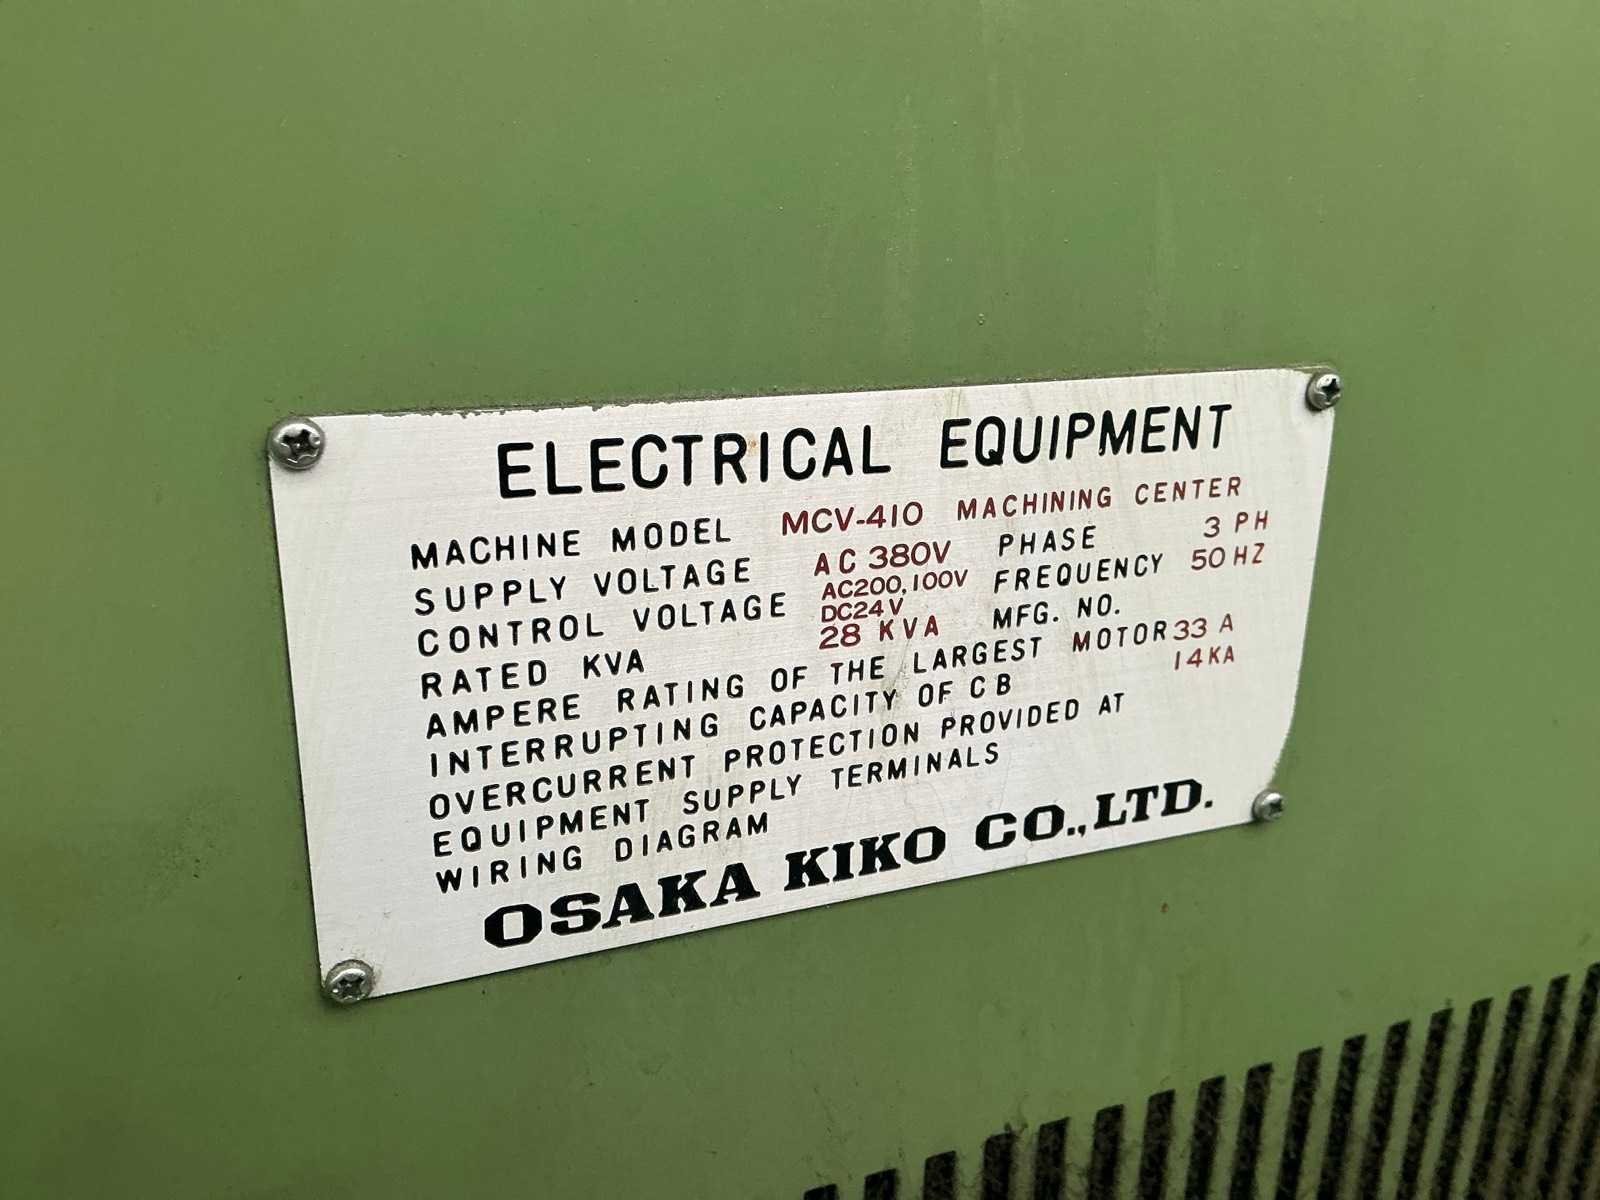 ELECTRICAL EQUIPMENT
MACHINE MODEL MCV-410 MACHINING CENTER
SUPPLY VOLTAGE AC 380V PHASE 3 PH
CONTROL VOLTAGE AC200,100V DC24V FREQUENCY 50 HZ
RATED KVA 28 KVA MFG. NO.
AMPERE RATING OF THE LARGEST MOTOR 33 A
INTERRUPTING CAPACITY OF CB 14KA
OVERCURRENT PROTECTION PROVIDED AT
EQUIPMENT SUPPLY TERMINALS
WIRING DIAGRAM
OSAKA KIKO CO.,LTD.